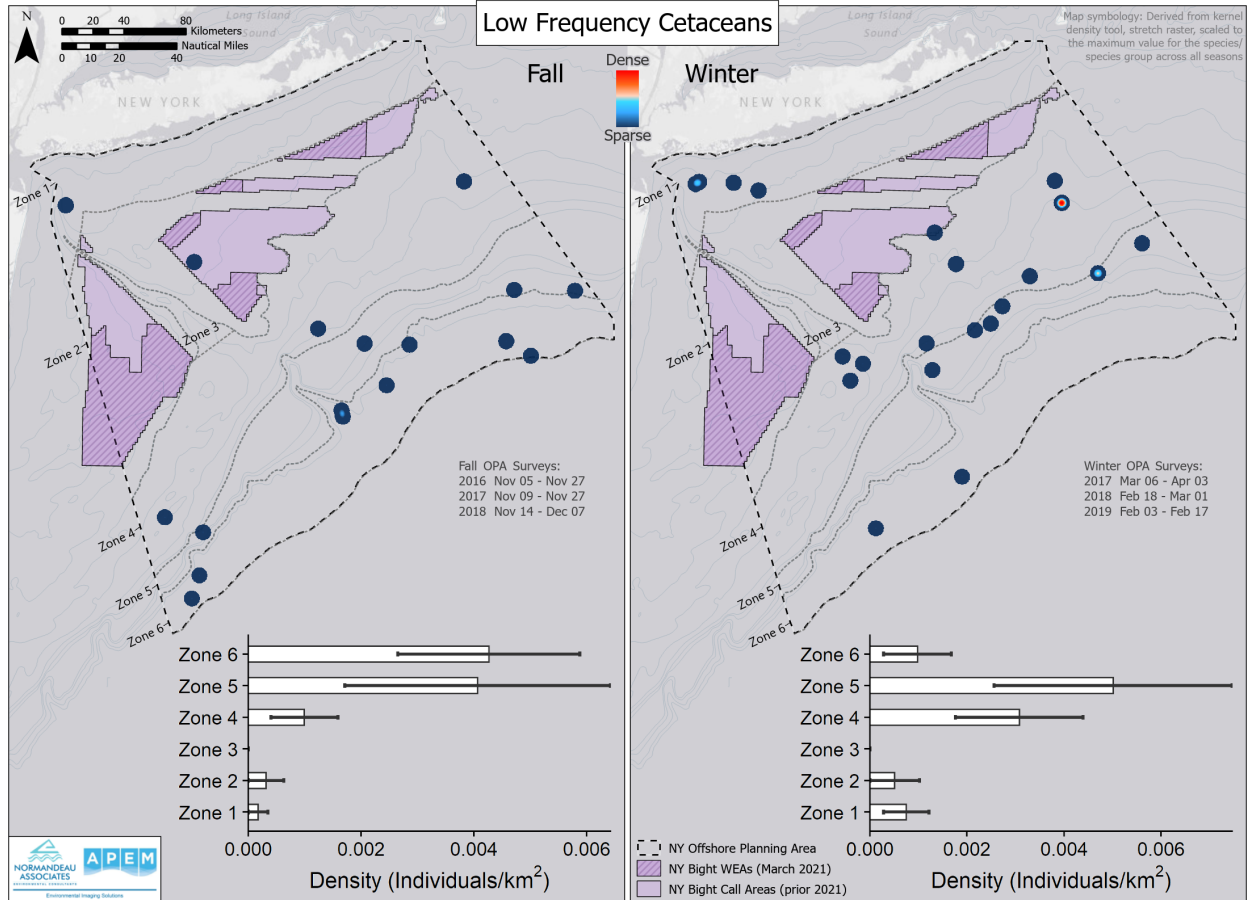 Low Frequency Cetaceans
Map symbology: Derived from kernel
density tool, stretch raster, scaled to
the maximum value for the species/
species group across all seasons
N
0 20 40 80
Kilometers
Nautical Miles
0 10 20 40
Long Island
Sound
NEW YORK
Fall
Dense
Sparse
Winter
Long Island
Sound
NEW YORK
Zone 1
Zone 2
Zone 3
Zone 4
Zone 5
Zone 6
Fall OPA Surveys:
2016 Nov 05 - Nov 27
2017 Nov 09 - Nov 27
2018 Nov 14 - Dec 07
Zone 1
Zone 2
Zone 3
Zone 4
Zone 5
Zone 6
Winter OPA Surveys:
2017 Mar 06 - Apr 03
2018 Feb 18 - Mar 01
2019 Feb 03 - Feb 17
Zone 6
Zone 5
Zone 4
Zone 3
Zone 2
Zone 1
0.000 0.002 0.004 0.006
Density (Individuals/km²)
Zone 6
Zone 5
Zone 4
Zone 3
Zone 2
Zone 1
0.000 0.002 0.004 0.006
Density (Individuals/km²)
NORMANDEAU
ASSOCIATES
ENVIRONMENTAL CONSULTANTS
APEM
Environmental Imaging Solutions
NY Offshore Planning Area
NY Bight WEAs (March 2021)
NY Bight Call Areas (prior 2021)